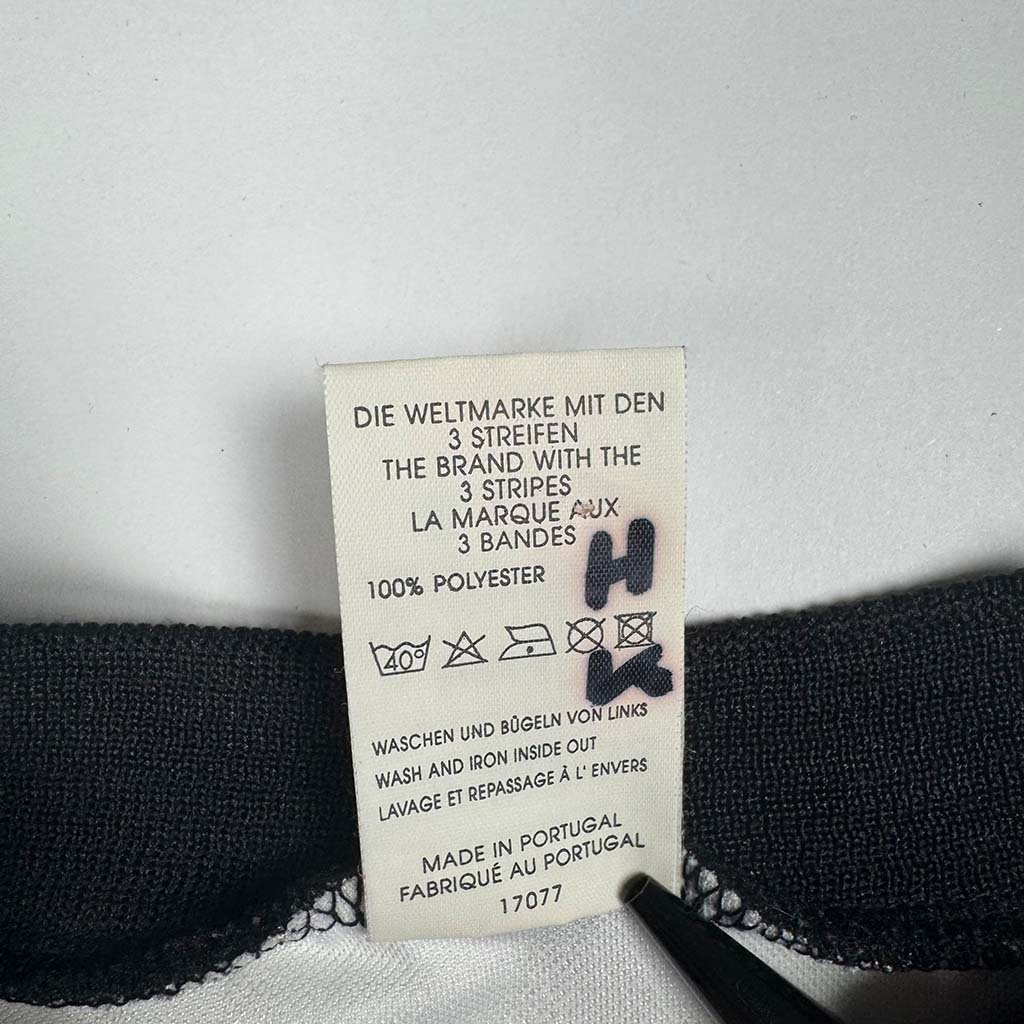 DIE WELTMARKE MIT DEN
3 STREIFEN
THE BRAND WITH THE
3 STRIPES
LA MARQUE AUX
3 BANDES
H
100% POLYESTER
40°
K
WASCHEN UND BÛGELN VON LINKS
WASH AND IRON INSIDE OUT
LAVAGE ET REPASSAGE À L' ENVERS
MADE IN PORTUGAL
FABRIQUÉ AU PORTUGAL
17077